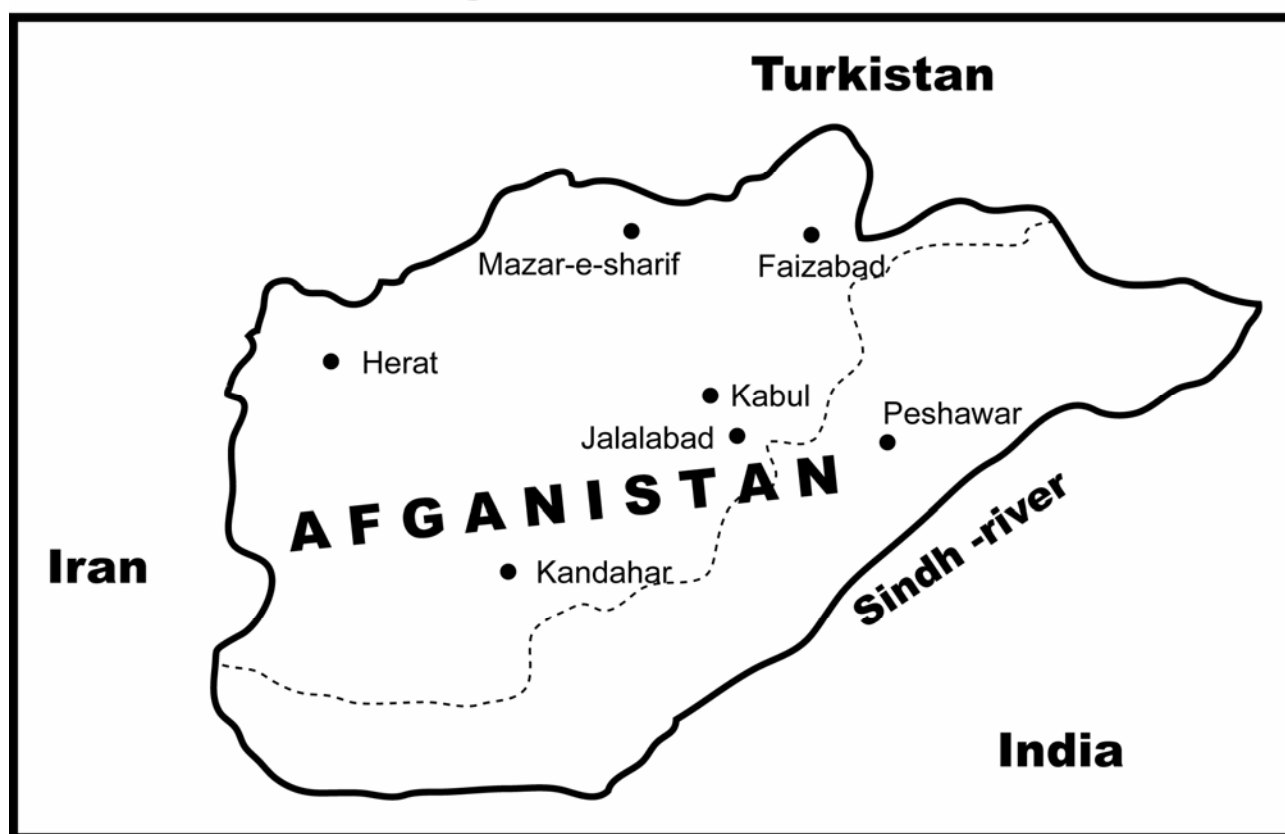 Turkistan
Mazar-e-sharif
Faizabad
Herat
Kabul
Peshawar
Jalalabad
AFGANISTAN
Iran
Kandahar
Sindh -river
India